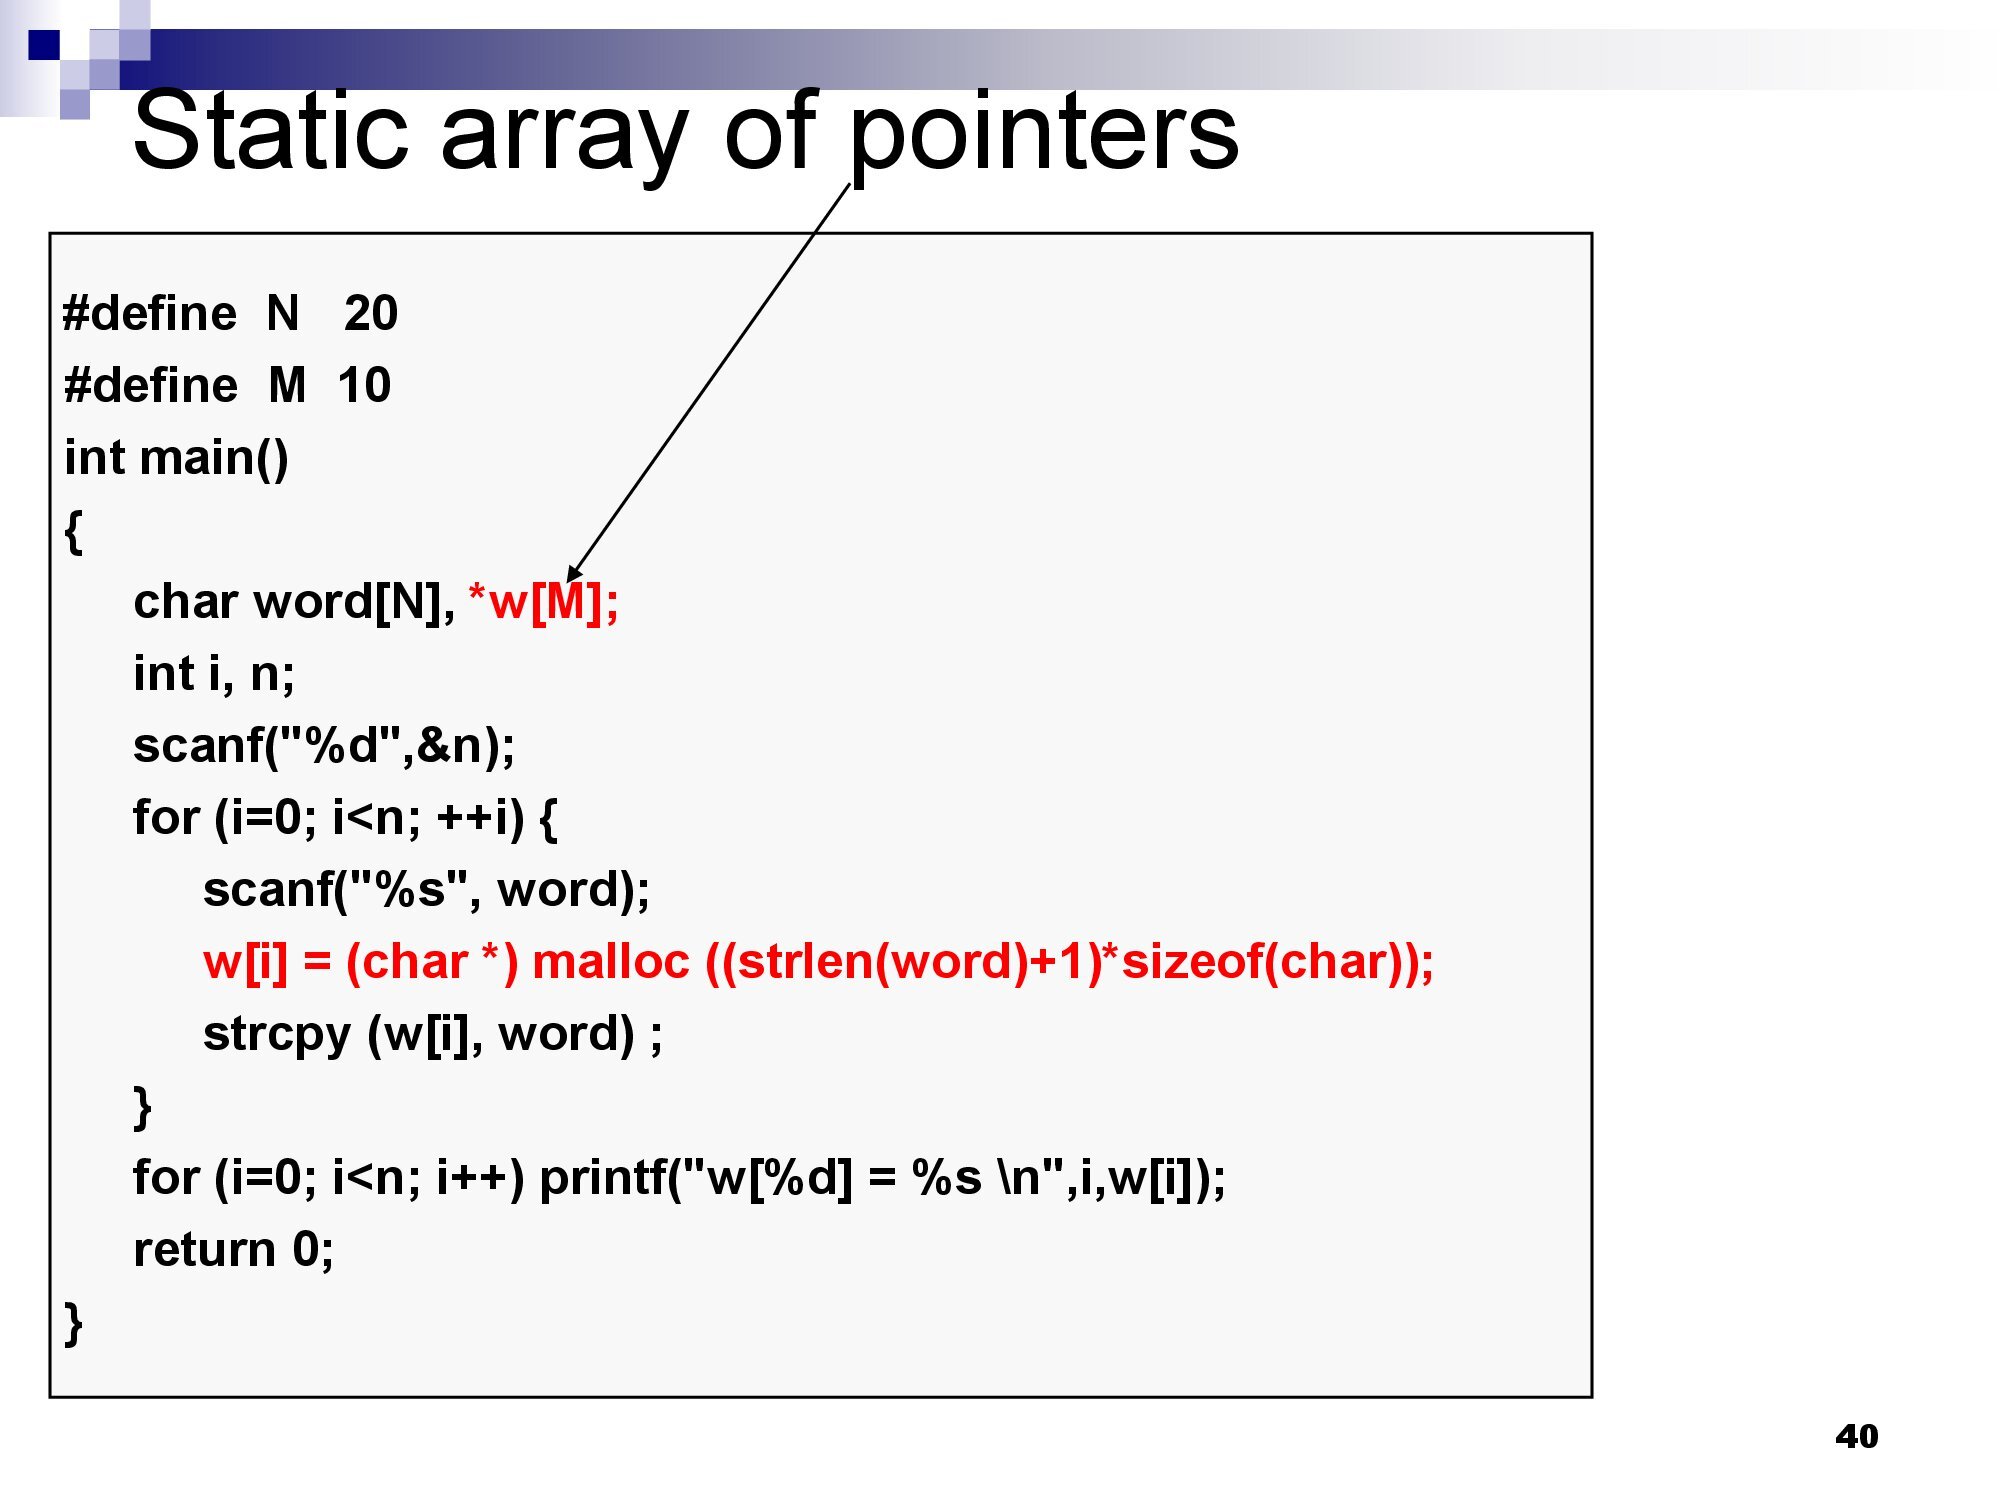 Static array of pointers
#define  N   20
#define  M  10
int main()
{
char word[N], *w[M];
int i, n;
scanf("%d",&n);
for (i=0; i<n; ++i) {
scanf("%s", word);
w[i] = (char *) malloc ((strlen(word)+1)*sizeof(char));
strcpy (w[i], word) ;
}
for (i=0; i<n; i++) printf("w[%d] = %s \n",i,w[i]);
return 0;
}
40